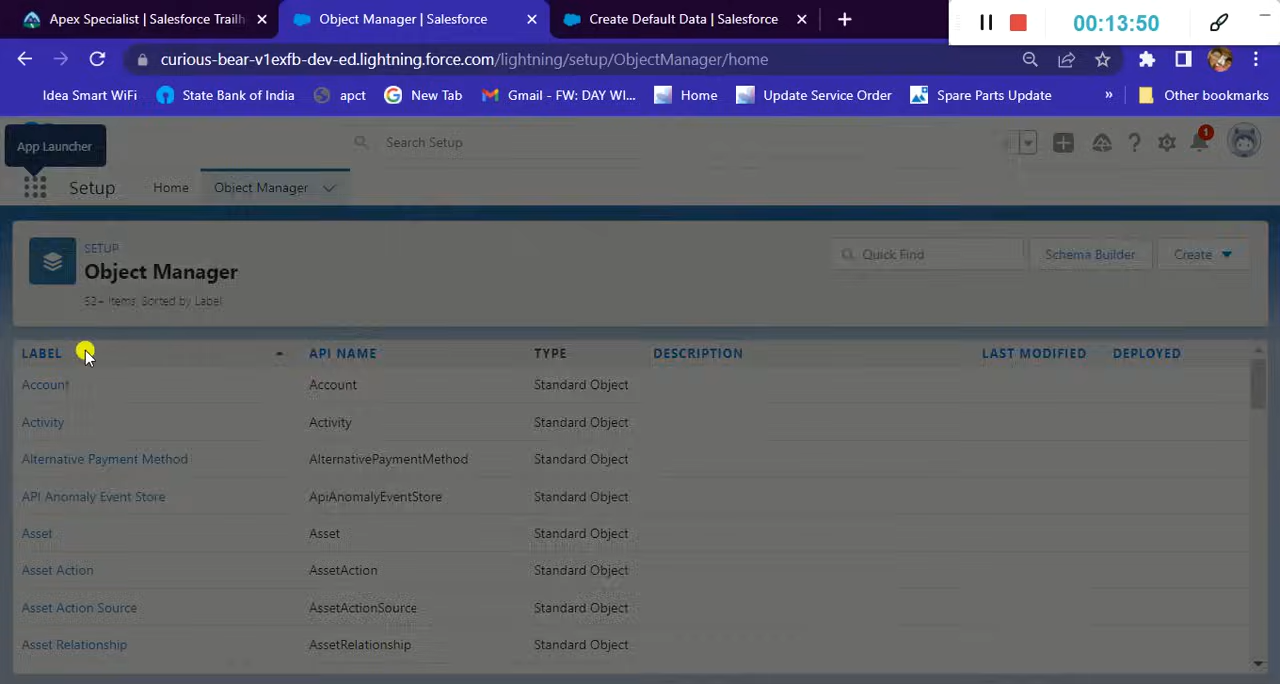 Apex Specialist | Salesforce Trailh
Object Manager | Salesforce
Create Default Data | Salesforce
00:13:50
curious-bear-v1exfb-dev-ed.lightning.force.com/lightning/setup/ObjectManager/home
Idea Smart WiFi
State Bank of India
apct
New Tab
Gmail - FW: DAY WI...
Home
Update Service Order
Spare Parts Update
»
Other bookmarks
App Launcher
Search Setup
1
Setup
Home
Object Manager
SETUP
Object Manager
52+ Items, Sorted by Label
Quick Find
Schema Builder
Create
LABEL API NAME TYPE DESCRIPTION LAST MODIFIED DEPLOYED
Account Account Standard Object
Activity Activity Standard Object
Alternative Payment Method AlternativePaymentMethod Standard Object
API Anomaly Event Store ApiAnomalyEventStore Standard Object
Asset Asset Standard Object
Asset Action AssetAction Standard Object
Asset Action Source AssetActionSource Standard Object
Asset Relationship AssetRelationship Standard Object